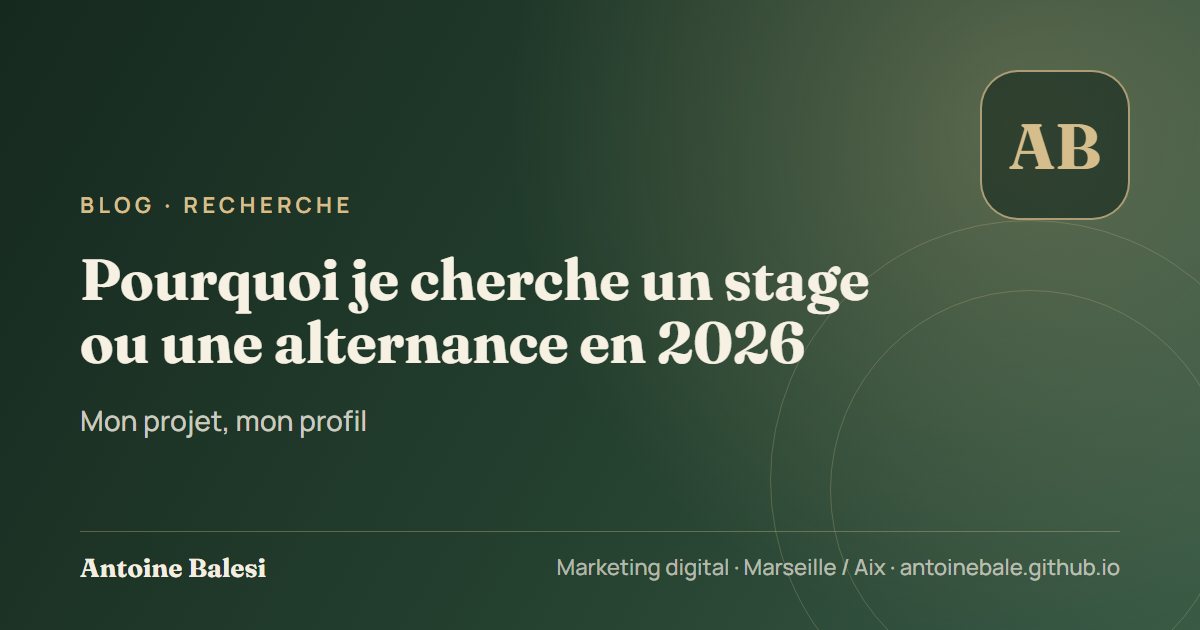 AB
BLOG · RECHERCHE
Pourquoi je cherche un stage
ou une alternance en 2026
Mon projet, mon profil
Antoine Balesi
Marketing digital · Marseille / Aix · antoinebale.github.io